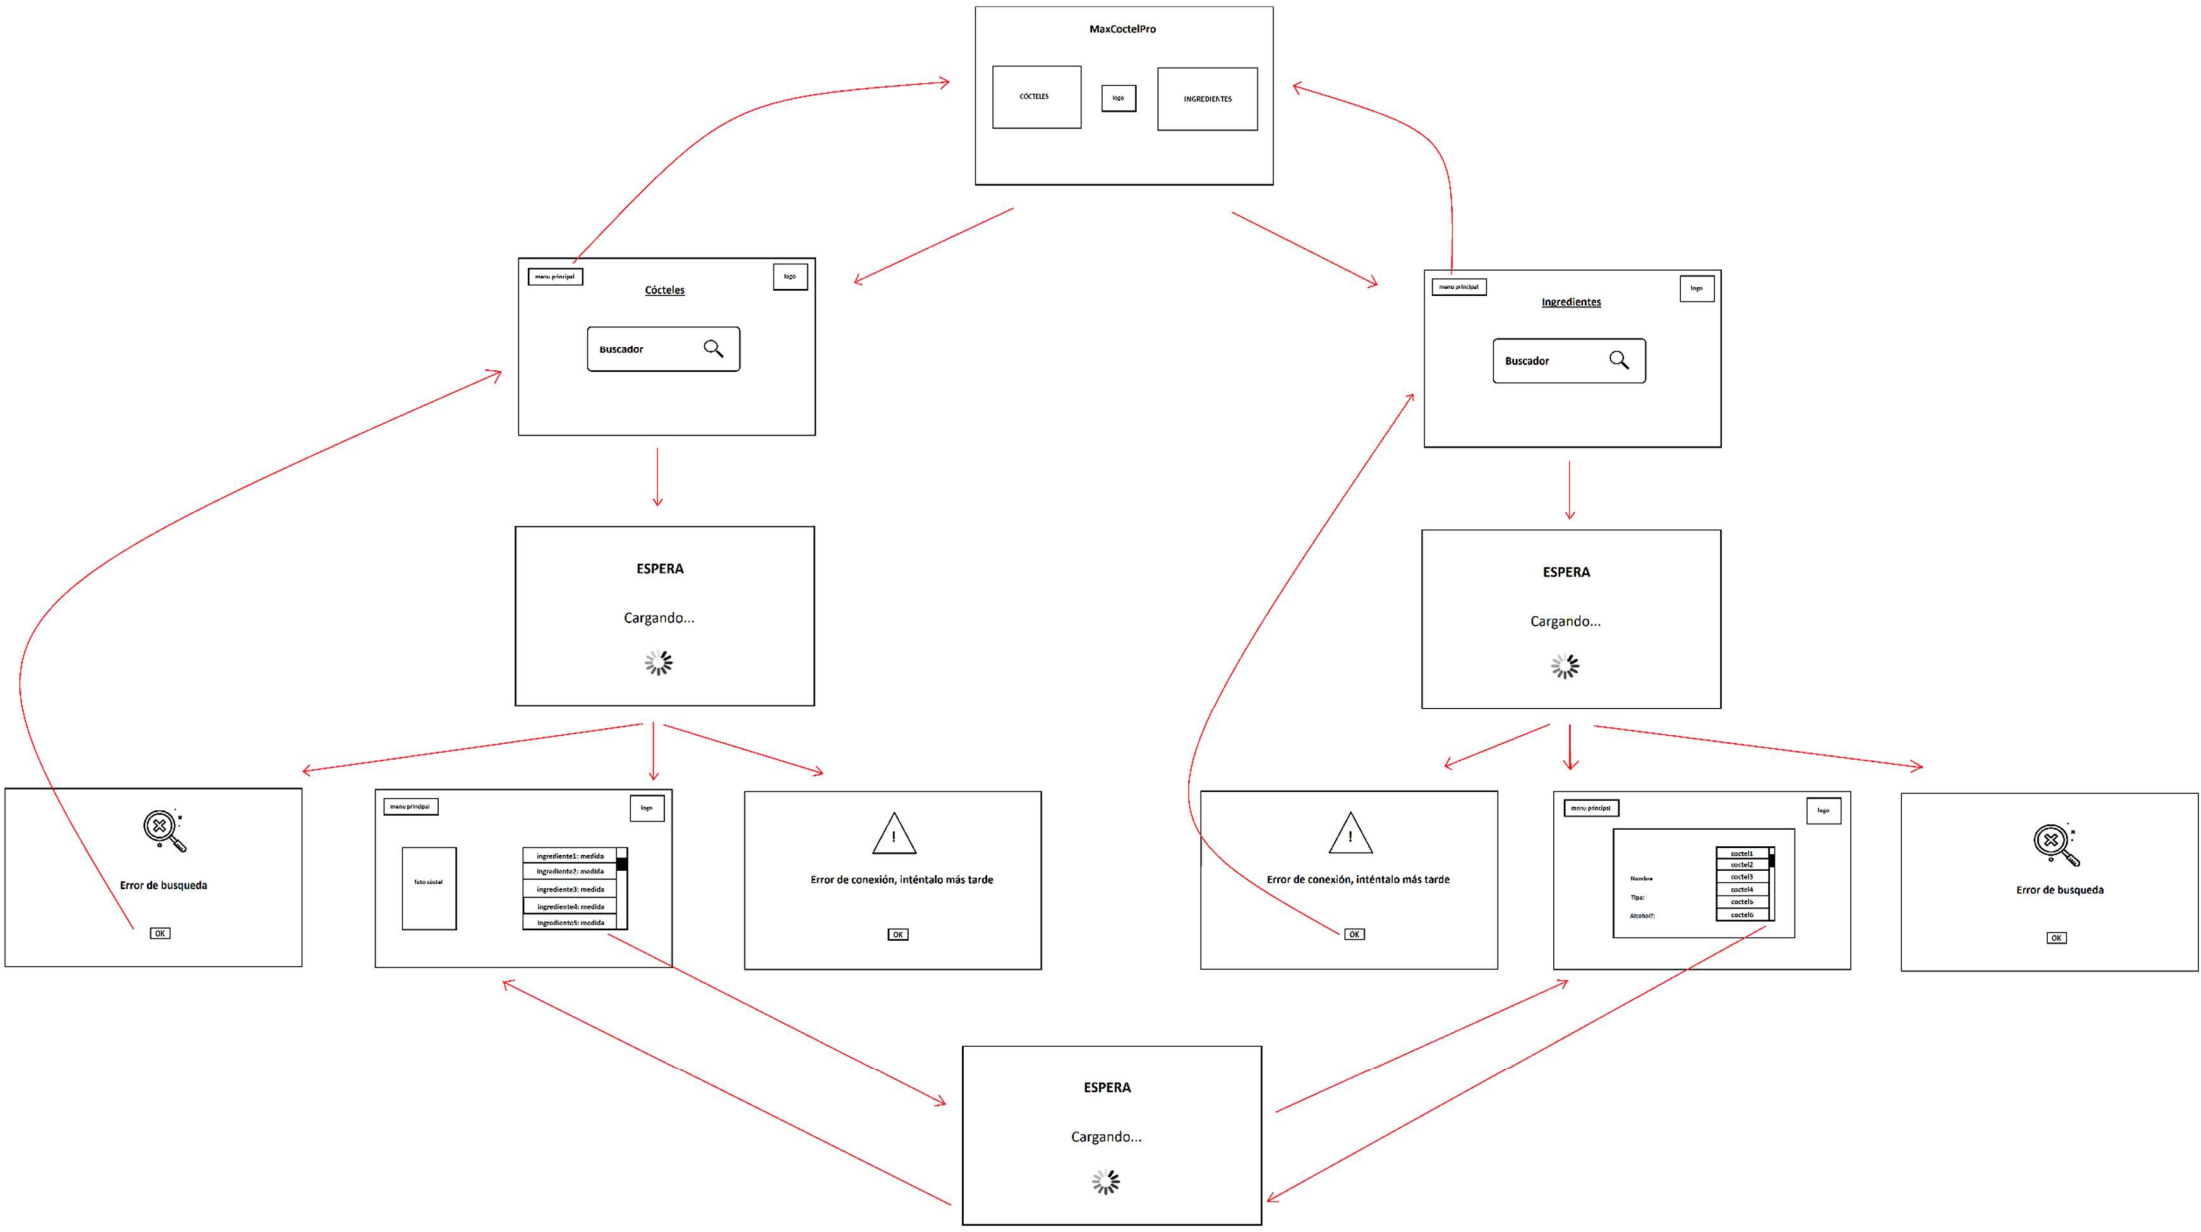 MaxCoctelPro
CÓCTELES
logo
INGREDIENTES
menu principal
logo
Cócteles
Buscador
menu principal
logo
Ingredientes
Buscador
ESPERA
Cargando...
ESPERA
Cargando...
Error de busqueda
OK
menu principal
logo
foto cóctel
ingrediente1: medida
ingrediente2: medida
ingrediente3: medida
ingrediente4: medida
ingrediente5: medida
!
Error de conexión, inténtalo más tarde
OK
!
Error de conexión, inténtalo más tarde
OK
menu principal
logo
Nombre
Tipo:
Alcohol?:
coctel1
coctel2
coctel3
coctel4
coctel5
coctel6
Error de busqueda
OK
ESPERA
Cargando...